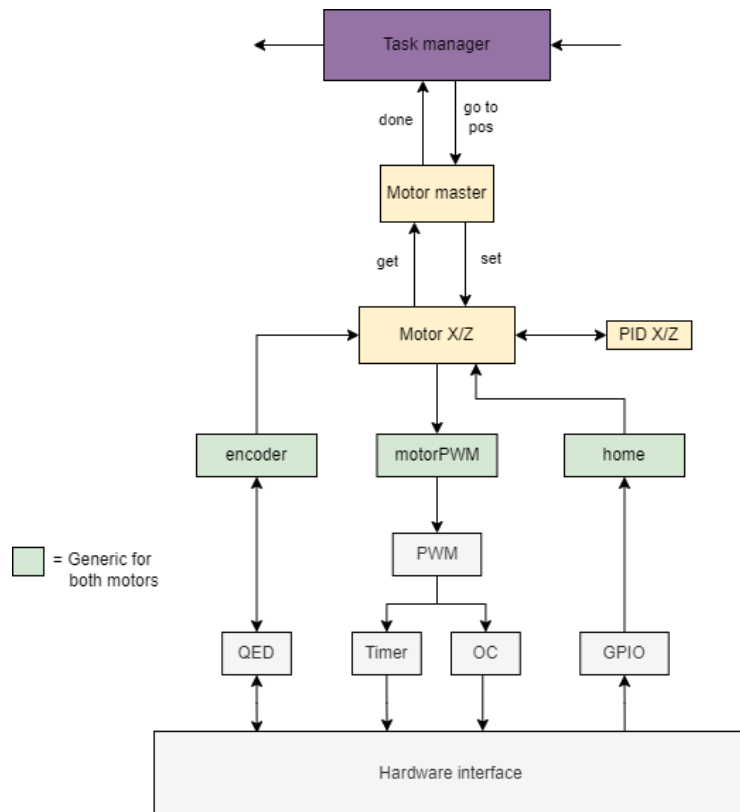 Task manager
done
go to
pos
Motor master
get
set
Motor X/Z
PID X/Z
encoder
motorPWM
home
= Generic for
both motors
PWM
QED
Timer
OC
GPIO
Hardware interface